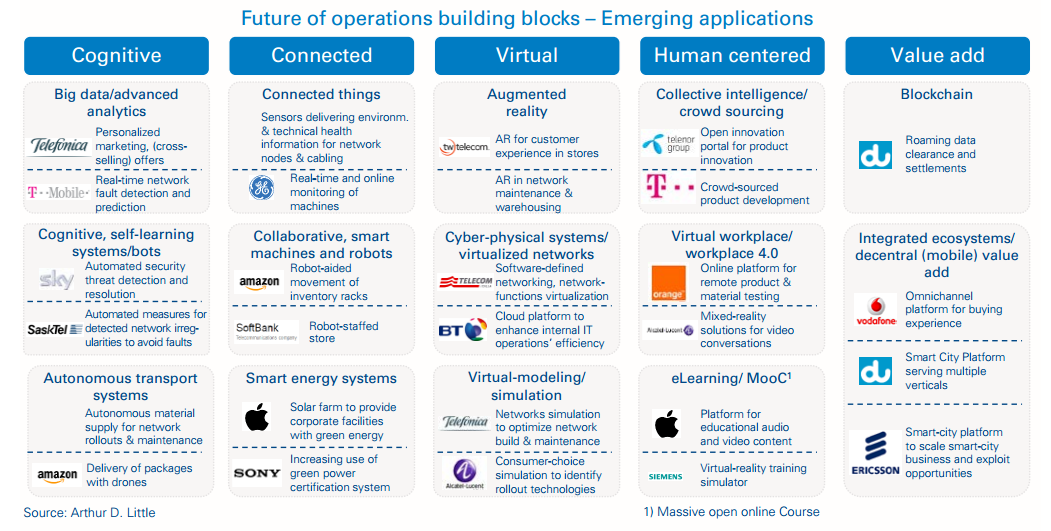 Future of operations building blocks – Emerging applications
Cognitive
Big data/advanced
analytics
Telefónica
Personalized
marketing, (cross-
selling) offers
T··Mobile·
Real-time network
fault detection and
prediction
Cognitive, self-learning
systems/bots
sky
Automated security
threat detection and
resolution
SaskTel
Automated measures for
detected network irreg-
ularities to avoid faults
Autonomous transport
systems
Autonomous material
supply for network
rollouts & maintenance
amazon
Delivery of packages
with drones
Connected
Connected things
Sensors delivering environm.
& technical health
information for network
nodes & cabling
GE
Real-time and online
monitoring of
machines
Collaborative, smart
machines and robots
amazon
Robot-aided
movement of
inventory racks
SoftBank
Telecommunications company
Robot-staffed
store
Smart energy systems
Solar farm to provide
corporate facilities
with green energy
SONY
Increasing use of
green power
certification system
Virtual
Augmented
reality
tw telecom.
AR for customer
experience in stores
AR in network
maintenance &
warehousing
Cyber-physical systems/
virtualized networks
TELECOM
Software-defined
networking, network-
functions virtualization
BT
Cloud platform to
enhance internal IT
operations' efficiency
Virtual-modeling/
simulation
Telefónica
Networks simulation
to optimize network
build & maintenance
Alcatel-Lucent
Consumer-choice
simulation to identify
rollout technologies
Human centered
Collective intelligence/
crowd sourcing
telenor
group
Open innovation
portal for product
innovation
T
Crowd-sourced
product development
Virtual workplace/
workplace 4.0
orange
Online platform for
remote product &
material testing
Alcatel-Lucent
Mixed-reality
solutions for video
conversations
eLearning/ MooC¹
Platform for
educational audio
and video content
SIEMENS
Virtual-reality training
simulator
Value add
Blockchain
du
Roaming data
clearance and
settlements
Integrated ecosystems/
decentral (mobile) value
add
vodafone
Omnichannel
platform for buying
experience
du
Smart City Platform
serving multiple
verticals
ERICSSON
Smart-city platform
to scale smart-city
business and exploit
opportunities
Source: Arthur D. Little
1) Massive open online Course